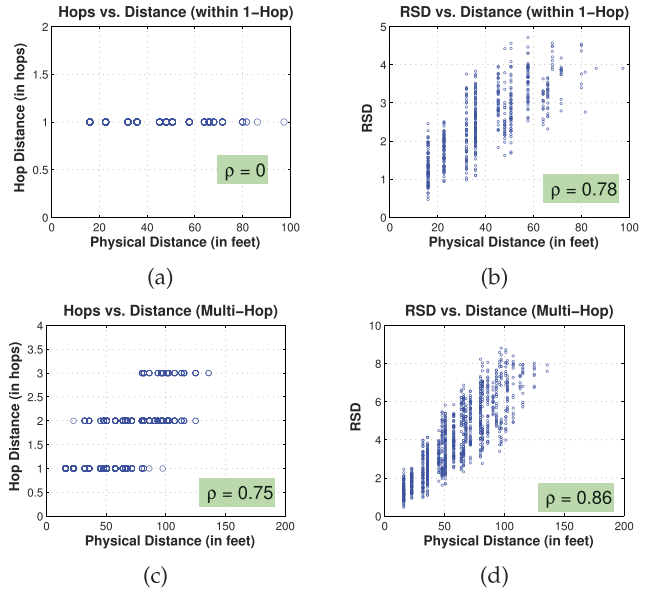 Hops vs. Distance (within 1−Hop)
2
1.5
1
0.5
0
Hop Distance (in hops)
ρ = 0
0 20 40 60 80 100
Physical Distance (in feet)
(a)
RSD vs. Distance (within 1−Hop)
5
4
3
2
1
0
RSD
ρ = 0.78
0 20 40 60 80 100
Physical Distance (in feet)
(b)
Hops vs. Distance (Multi−Hop)
4
3.5
3
2.5
2
1.5
1
0.5
0
Hop Distance (in hops)
ρ = 0.75
0 50 100 150 200
Physical Distance (in feet)
(c)
RSD vs. Distance (Multi−Hop)
10
8
6
4
2
0
RSD
ρ = 0.86
0 50 100 150 200
Physical Distance (in feet)
(d)